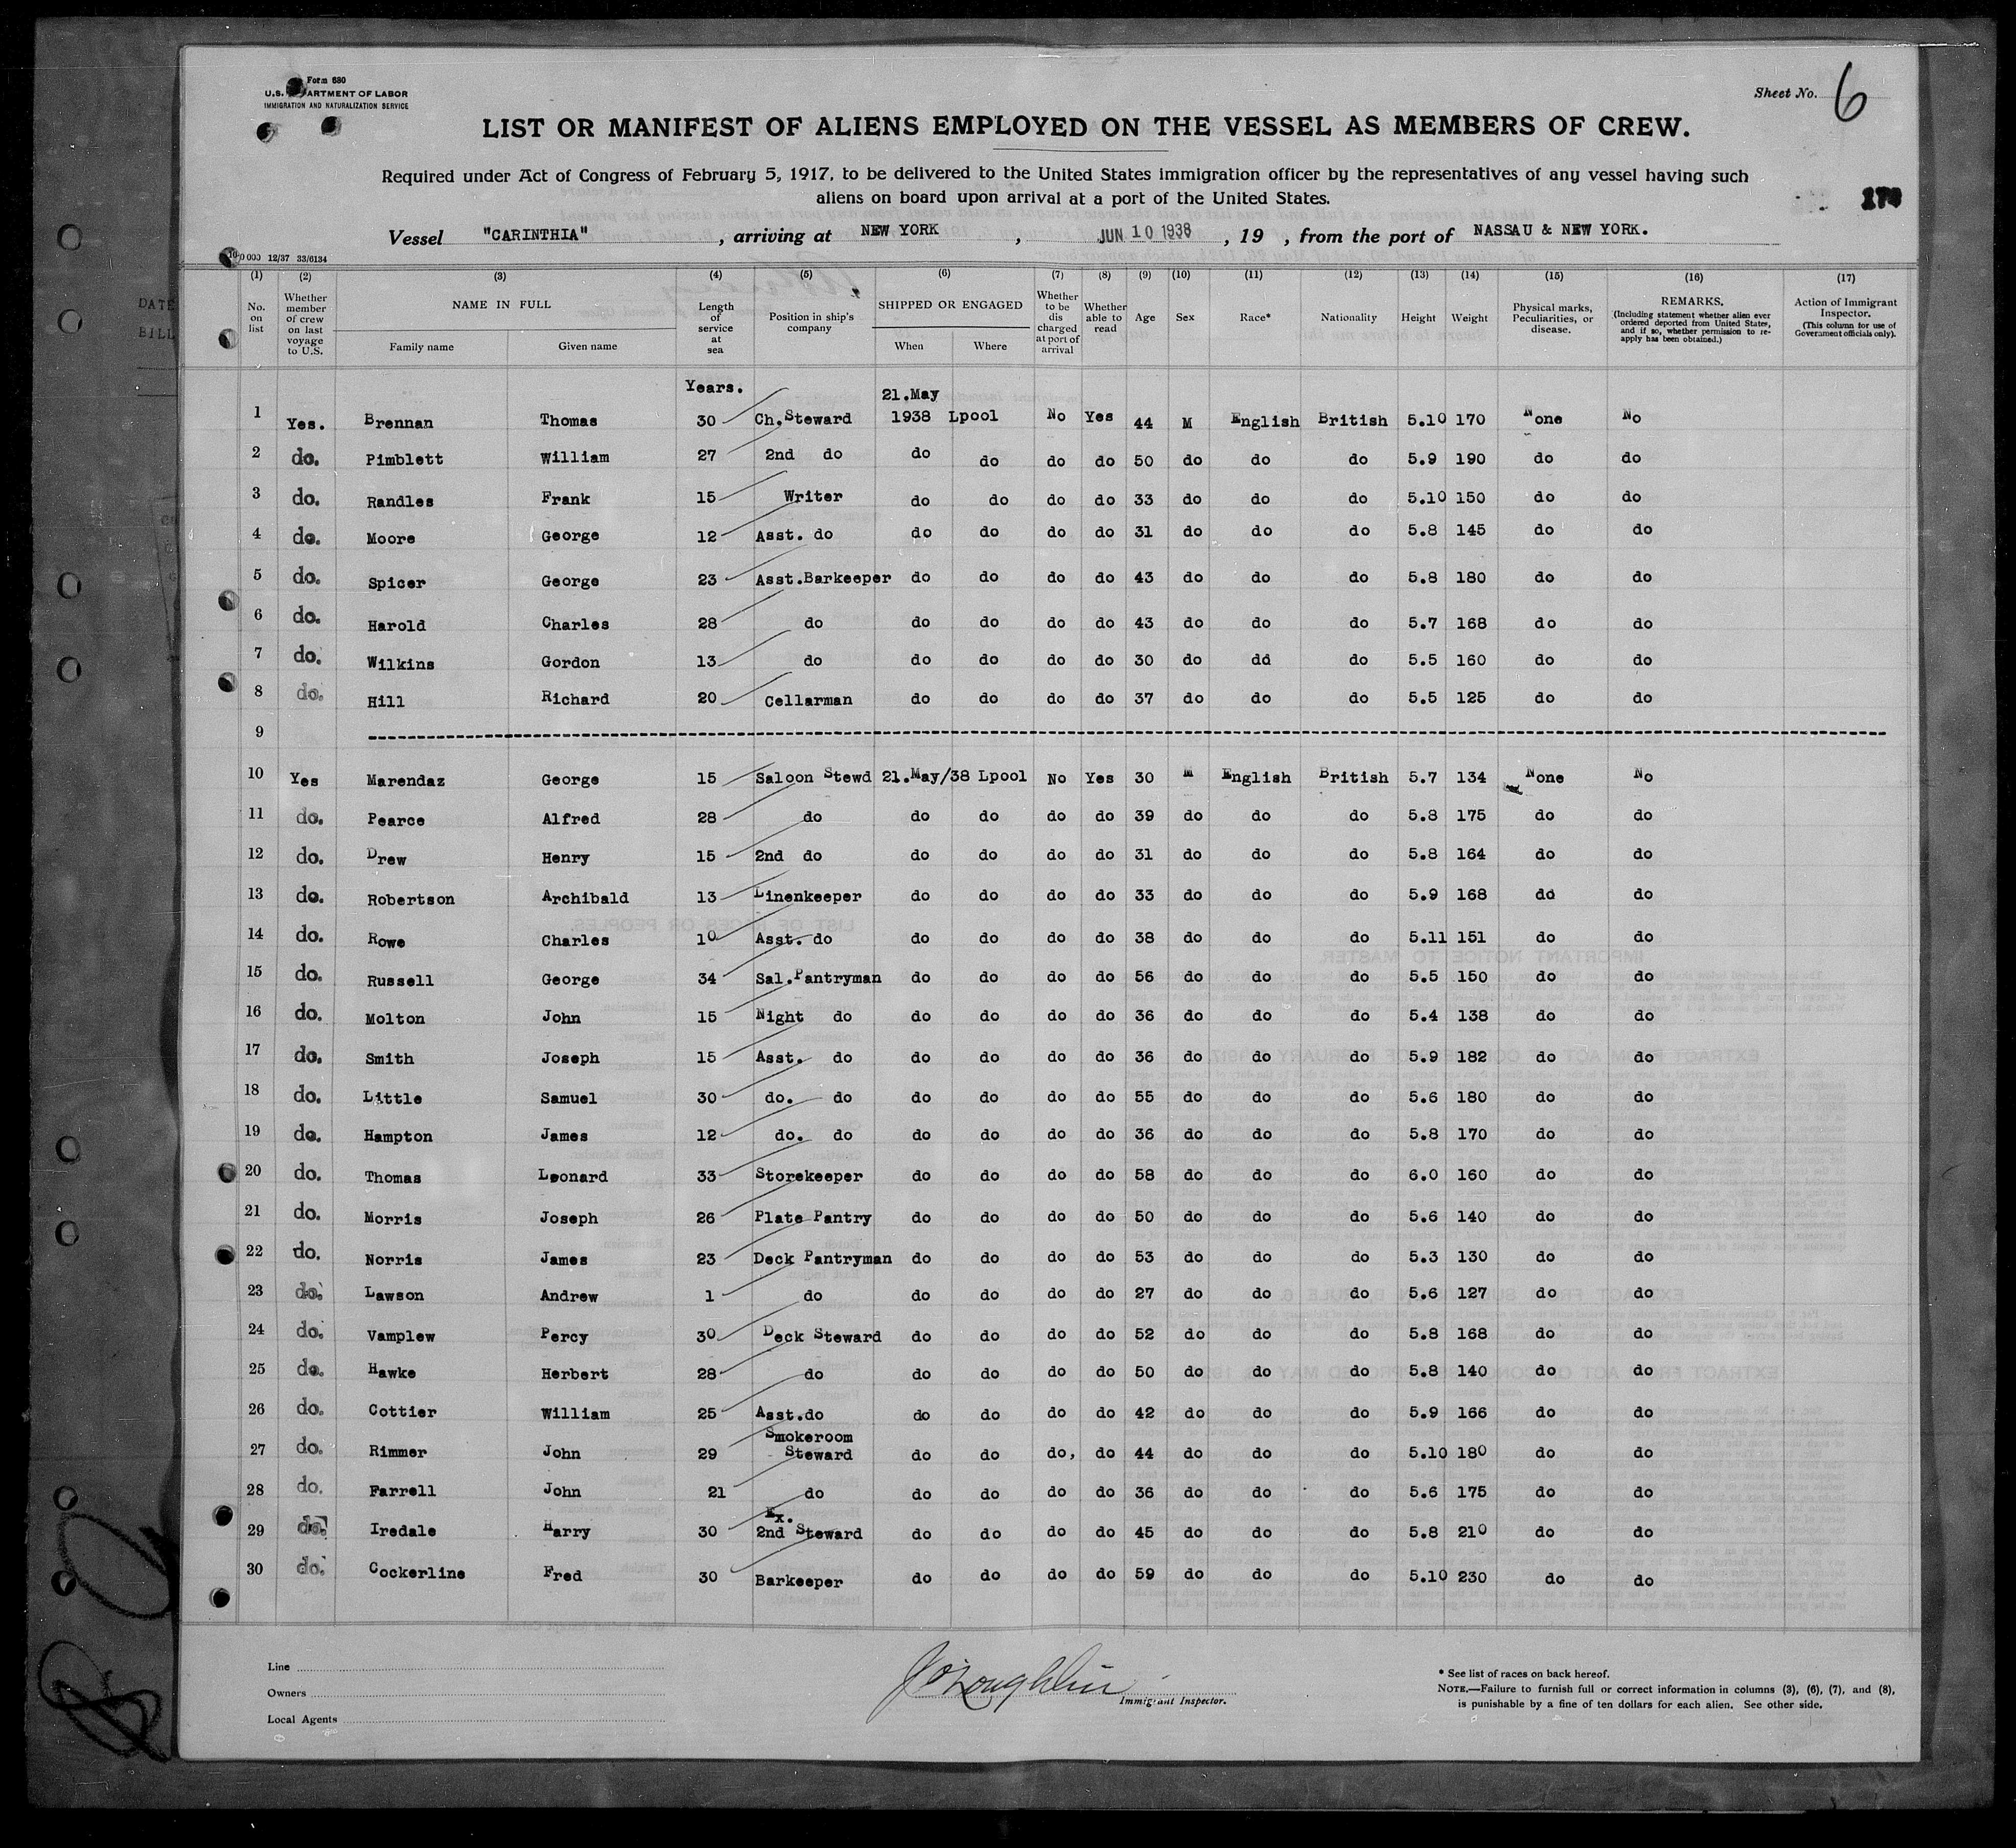 Form 680
U.S. DEPARTMENT OF LABOR
IMMIGRATION AND NATURALIZATION SERVICE
Sheet No. 6
LIST OR MANIFEST OF ALIENS EMPLOYED ON THE VESSEL AS MEMBERS OF CREW.
Required under Act of Congress of February 5, 1917, to be delivered to the United States immigration officer by the representatives of any vessel having such
aliens on board upon arrival at a port of the United States.
Vessel "CARINTHIA", arriving at NEW YORK, JUN 10 1938, 19 , from the port of NASSAU & NEW YORK.
12/37 33/6134
(1) (2) (3) (4) (5) (6) (7) (8) (9) (10) (11) (12) (13) (14) (15) (16) (17)
No. on list | Whether member of crew on last voyage to U.S. | NAME IN FULL Family name Given name | Length of service at sea | Position in ship's company | SHIPPED OR ENGAGED When Where | Whether to be dis charged at port of arrival | Whether able to read | Age | Sex | Race* | Nationality | Height | Weight | Physical marks, Peculiarities, or disease. | REMARKS. (Including statement whether alien ever ordered deported from United States, and if so, whether permission to re-apply has been obtained.) | Action of Immigrant Inspector. (This column for use of Government officials only).
Years. 21.May
1 Yes. Brennan Thomas 30 Ch.Steward 1938 Lpool No Yes 44 M English British 5.10 170 None No
2 do. Pimblett William 27 2nd do do do do do 50 do do do 5.9 190 do do
3 do. Randles Frank 15 Writer do do do do 33 do do do 5.10 150 do do
4 do. Moore George 12 Asst. do do do do do 31 do do do 5.8 145 do do
5 do. Spicer George 23 Asst.Barkeeper do do do do 43 do do do 5.8 180 do do
6 do. Harold Charles 28 do do do do do 43 do do do 5.7 168 do do
7 do. Wilkins Gordon 13 do do do do do 30 do dd do 5.5 160 do do
8 do. Hill Richard 20 Cellarman do do do do 37 do do do 5.5 125 do do
9
10 Yes Marendaz George 15 Saloon Stewd 21.May/38 Lpool No Yes 30 M English British 5.7 134 None No
11 do. Pearce Alfred 28 do do do do do 39 do do do 5.8 175 do do
12 do. Drew Henry 15 2nd do do do do do 31 do do do 5.8 164 do do
13 do. Robertson Archibald 13 Linenkeeper do do do do 33 do do do 5.9 168 do do
14 do. Rowe Charles 10 Asst. do do do do do 38 do do do 5.11 151 do do
15 do. Russell George 34 Sal.Pantryman do do do do 56 do do do 5.5 150 do do
16 do. Molton John 15 Night do do do do do 36 do do do 5.4 138 do do
17 do. Smith Joseph 15 Asst. do do do do do 36 do do do 5.9 182 do do
18 do. Little Samuel 30 do. do do do do do 55 do do do 5.6 180 do do
19 do. Hampton James 12 do. do do do do do 36 do do do 5.8 170 do do
20 do. Thomas Leonard 33 Storekeeper do do do do 58 do do do 6.0 160 do do
21 do. Morris Joseph 26 Plate Pantry do do do do 50 do do do 5.6 140 do do
22 do. Norris James 23 Deck Pantryman do do do do 53 do do do 5.3 130 do do
23 do. Lawson Andrew 1 do do do do do 27 do do do 5.6 127 do do
24 do. Vamplew Percy 30 Deck Steward do do do do 52 do do do 5.8 168 do do
25 do. Hawke Herbert 28 do do do do do 50 do do do 5.8 140 do do
26 do. Cottier William 25 Asst.do do do do do 42 do do do 5.9 166 do do
27 do. Rimmer John 29 Smokeroom Steward do do do, do 44 do do do 5.10 180 do do
28 do. Farrell John 21 do do do do do 36 do do do 5.6 175 do do
29 do. Iredale Harry 30 Ex. 2nd Steward do do do do 45 do do do 5.8 210 do do
30 do. Cockerline Fred 30 Barkeeper do do do do 59 do do do 5.10 230 do do
Line
Owners
Local Agents
J O'Loughlin
Immigrant Inspector.
* See list of races on back hereof.
NOTE.—Failure to furnish full or correct information in columns (3), (6), (7), and (8),
is punishable by a fine of ten dollars for each alien. See other side.
DATE
BILL